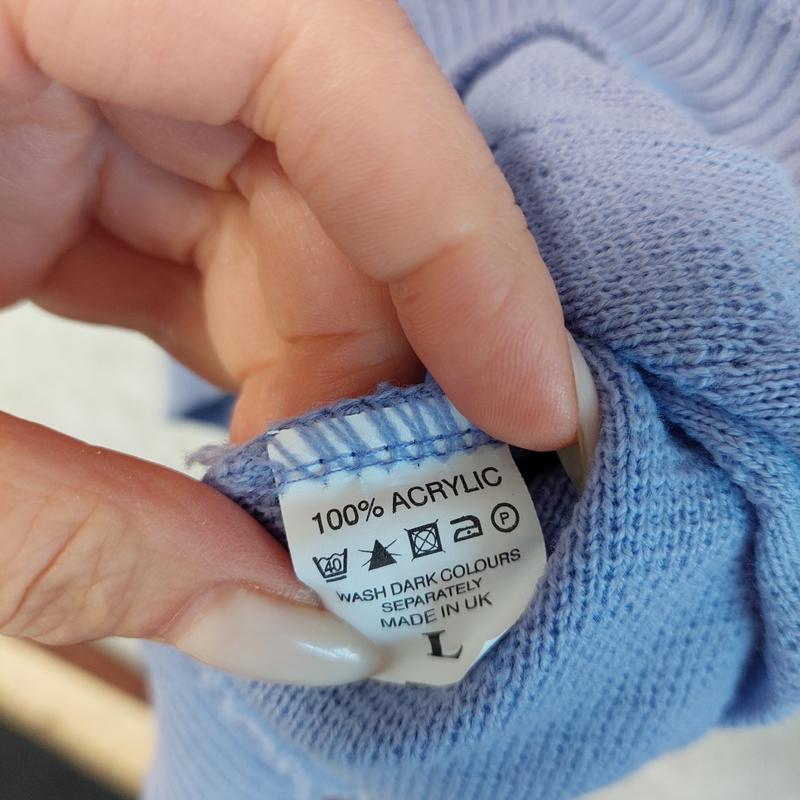 100% ACRYLIC
40 P
WASH DARK COLOURS
SEPARATELY
MADE IN UK
L